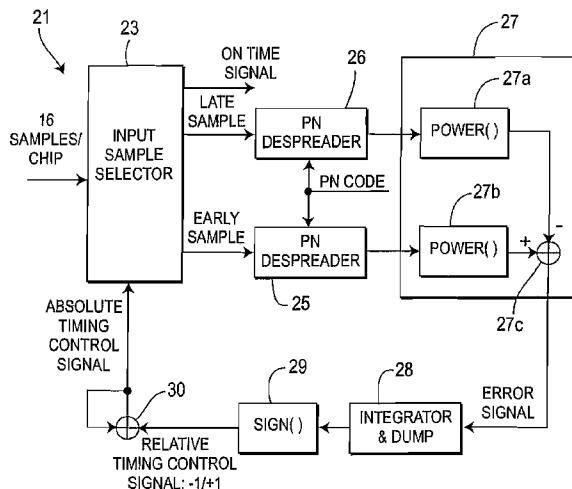 21
23
ON TIME
SIGNAL
LATE
SAMPLE
26
27
27a
16
SAMPLES/
CHIP
INPUT
SAMPLE
SELECTOR
PN
DESPREADER
POWER( )
PN CODE
27b
EARLY
SAMPLE
PN
DESPREADER
POWER( )
-
+
25
27c
ABSOLUTE
TIMING
CONTROL
SIGNAL
30
29
28
ERROR
SIGNAL
SIGN( )
INTEGRATOR
& DUMP
RELATIVE
TIMING CONTROL
SIGNAL: -1/+1